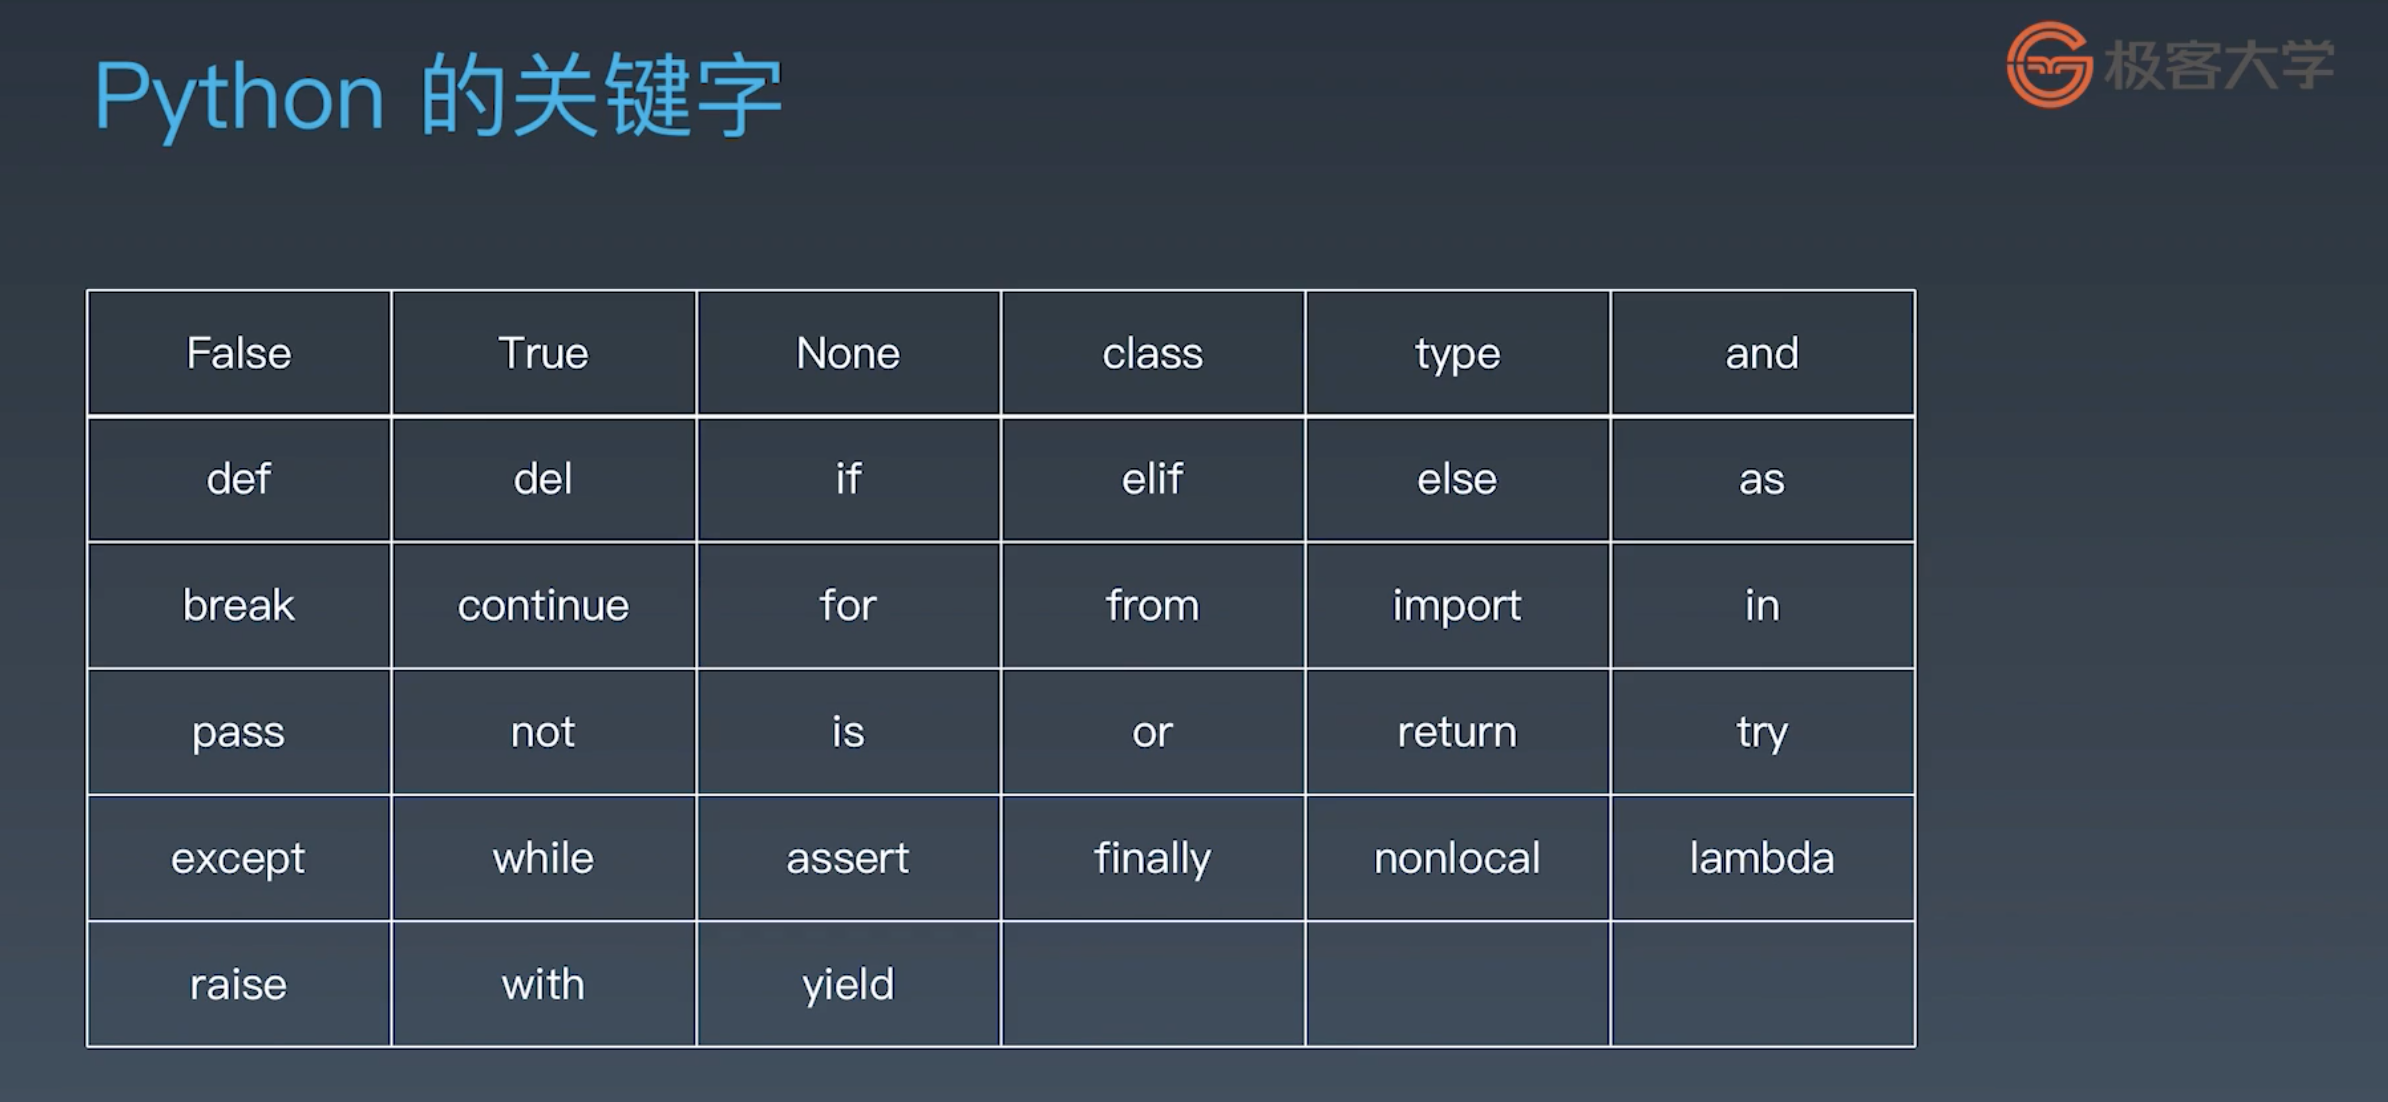 Python 的关键字
极客大学
False True None class type and
def del if elif else as
break continue for from import in
pass not is or return try
except while assert finally nonlocal lambda
raise with yield